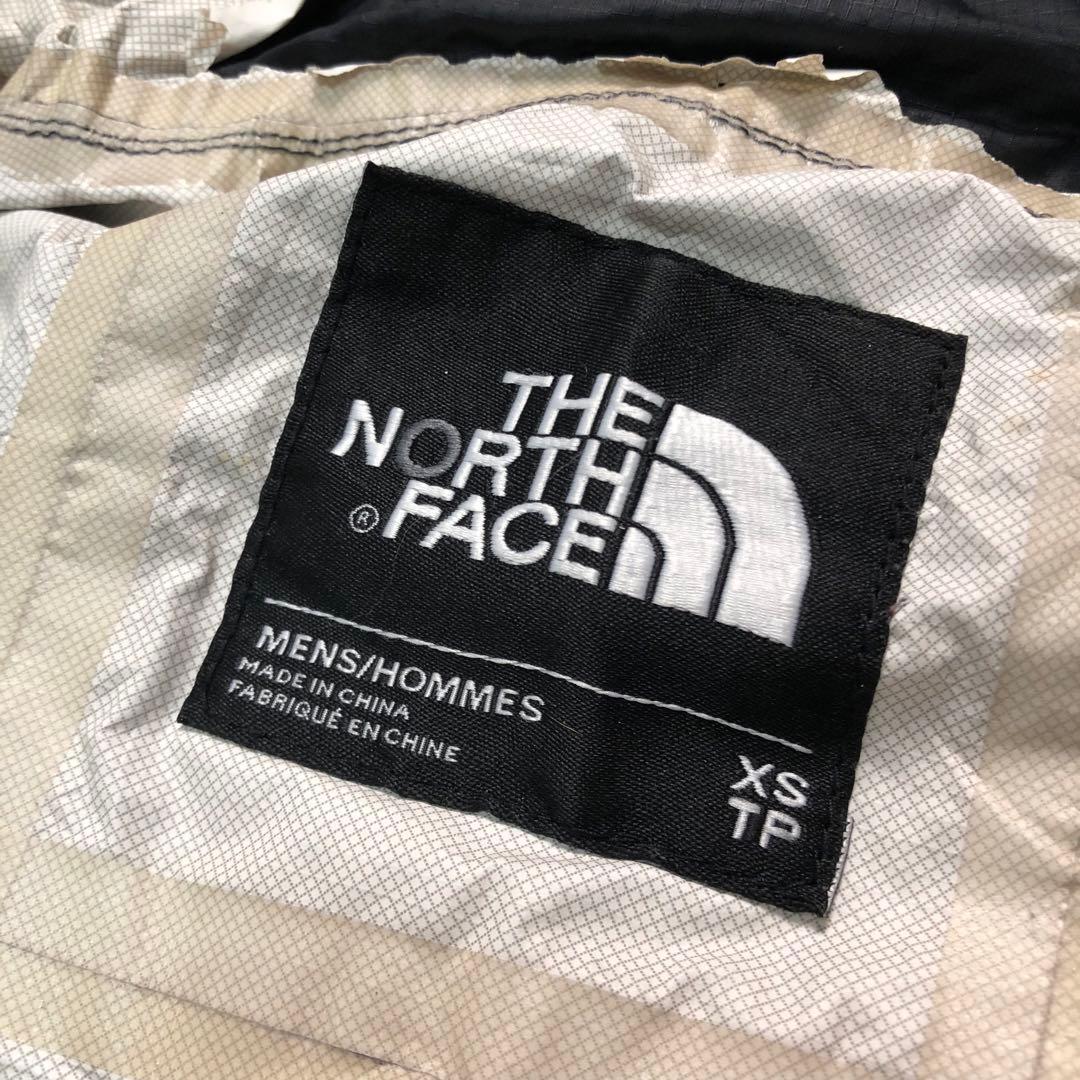 THE
NORTH
® FACE
MENS/HOMMES
MADE IN CHINA
FABRIQUÉ EN CHINE
XS
TP